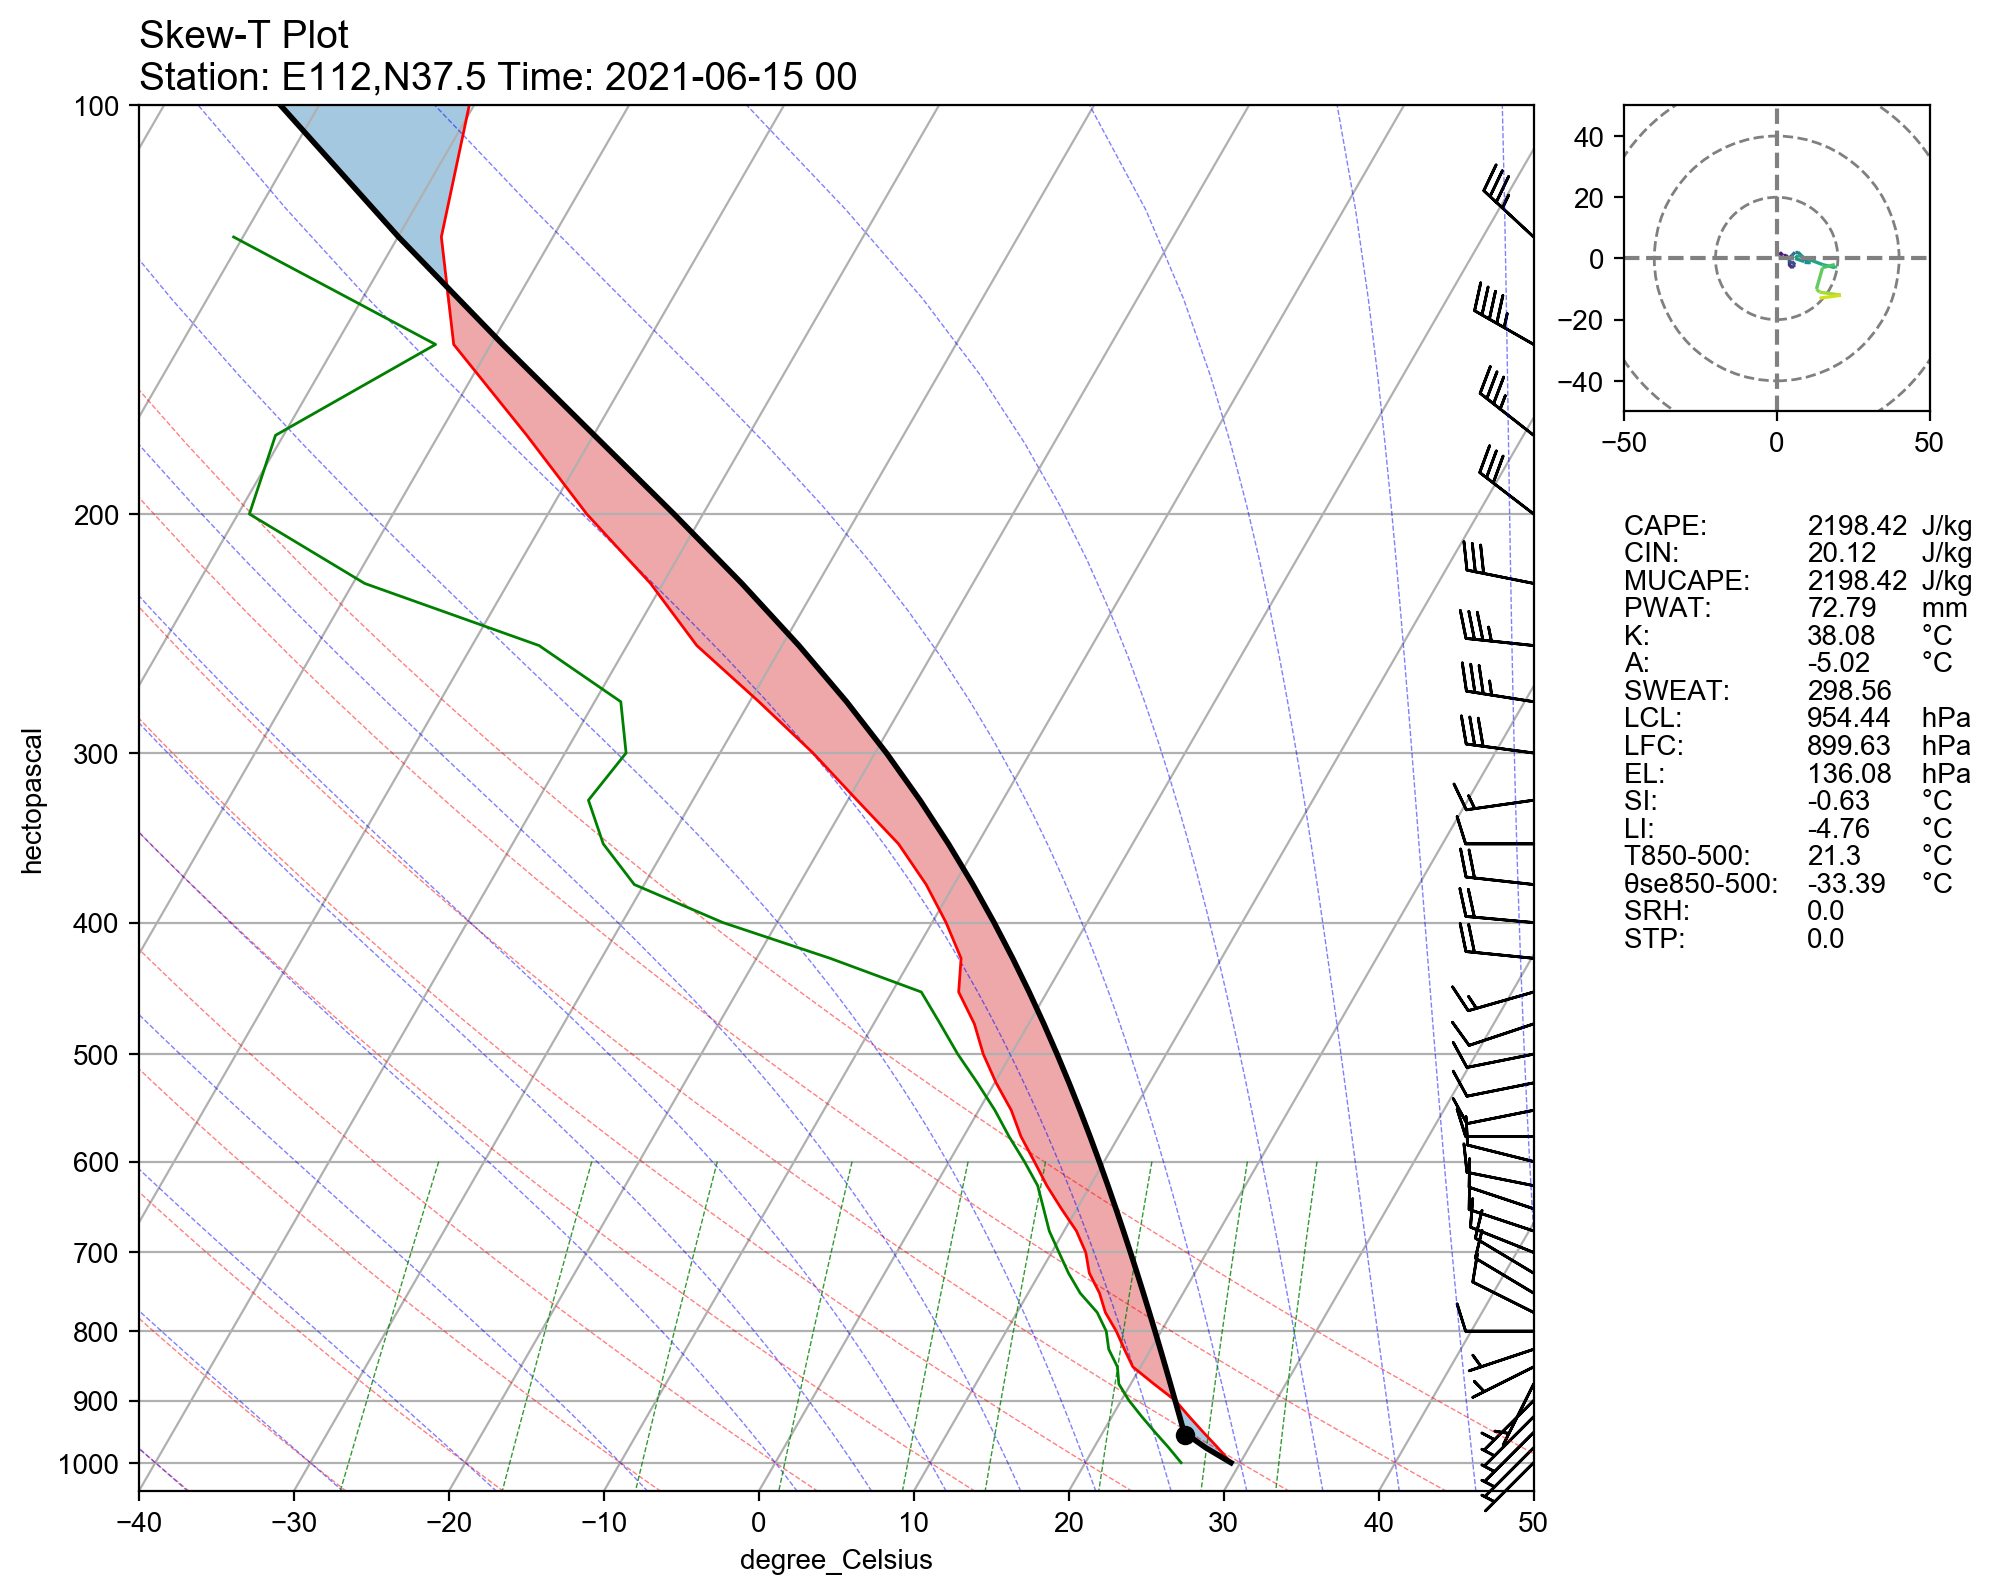 Skew-T Plot
Station: E112,N37.5 Time: 2021-06-15 00
100
200
300
400
500
600
700
800
900
1000
hectopascal
−40 −30 −20 −10 0 10 20 30 40 50
degree_Celsius
40
20
0
−20
−40
−50 0 50
CAPE: 2198.42 J/kg
CIN: 20.12 J/kg
MUCAPE: 2198.42 J/kg
PWAT: 72.79 mm
K: 38.08 °C
A: -5.02 °C
SWEAT: 298.56
LCL: 954.44 hPa
LFC: 899.63 hPa
EL: 136.08 hPa
SI: -0.63 °C
LI: -4.76 °C
T850-500: 21.3 °C
θse850-500: -33.39 °C
SRH: 0.0
STP: 0.0